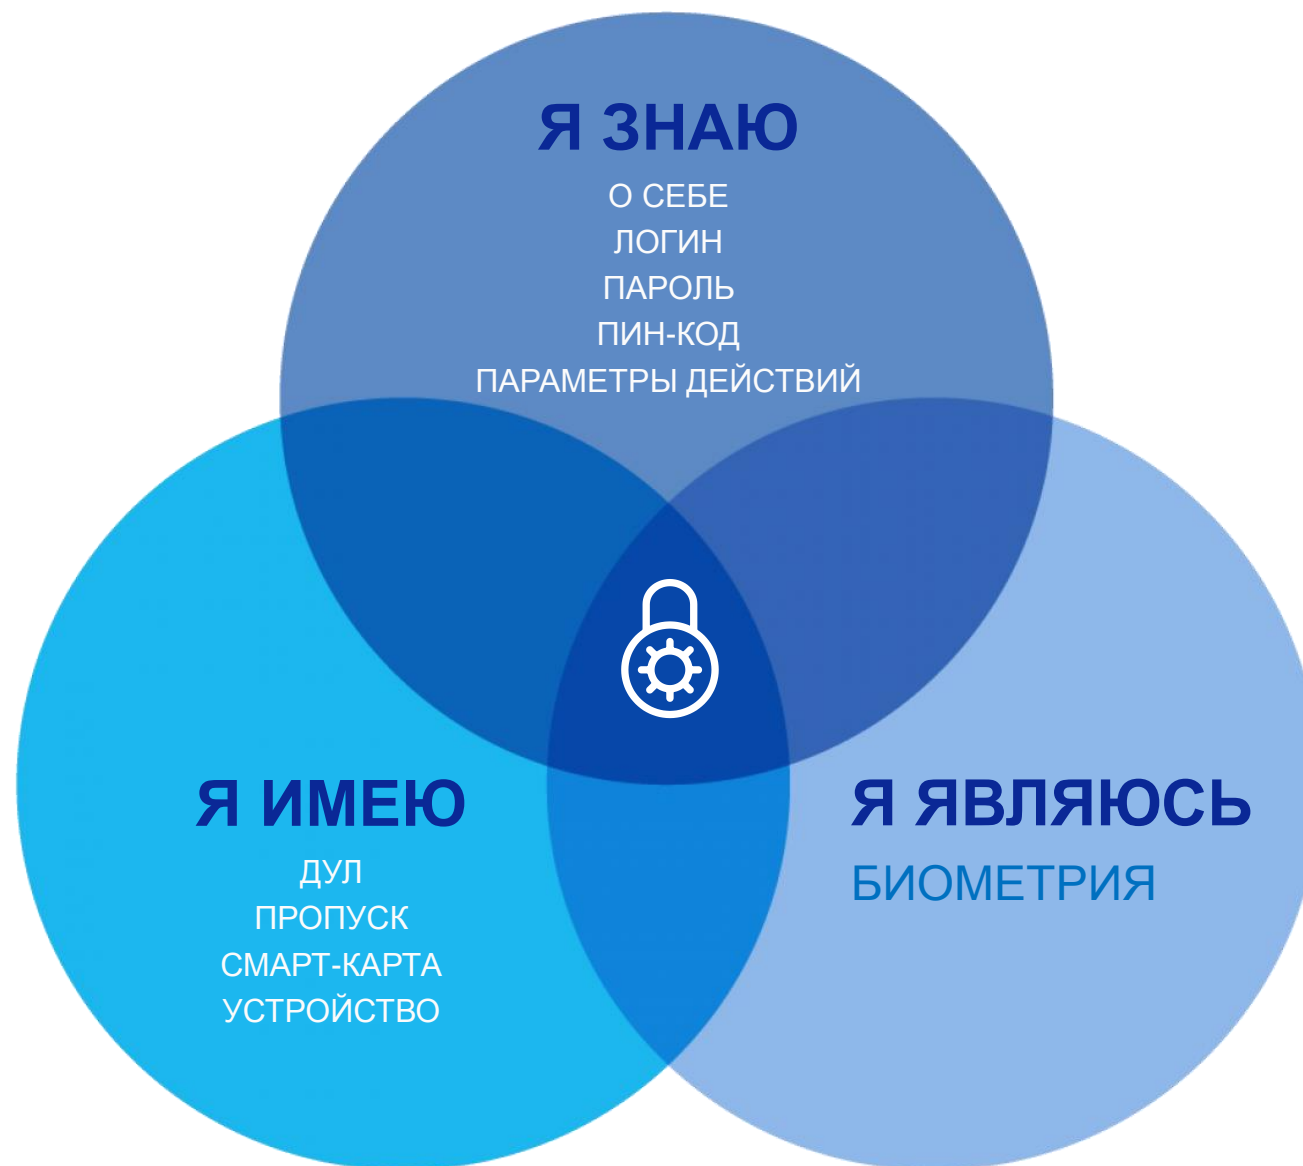 Я ЗНАЮ
О СЕБЕ
ЛОГИН
ПАРОЛЬ
ПИН-КОД
ПАРАМЕТРЫ ДЕЙСТВИЙ
Я ИМЕЮ
ДУЛ
ПРОПУСК
СМАРТ-КАРТА
УСТРОЙСТВО
Я ЯВЛЯЮСЬ
БИОМЕТРИЯ